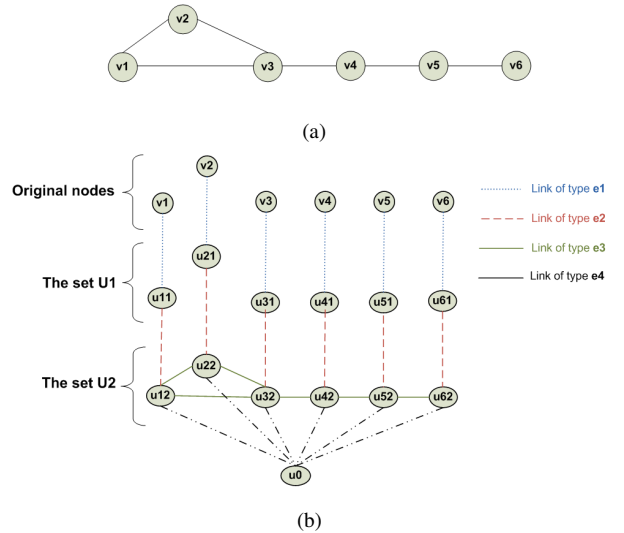 v2
v1
v3
v4
v5
v6
(a)
v2
Original nodes
v1
v3
v4
v5
v6
Link of type e1
Link of type e2
Link of type e3
Link of type e4
u21
The set U1
u11
u31
u41
u51
u61
u22
The set U2
u12
u32
u42
u52
u62
u0
(b)